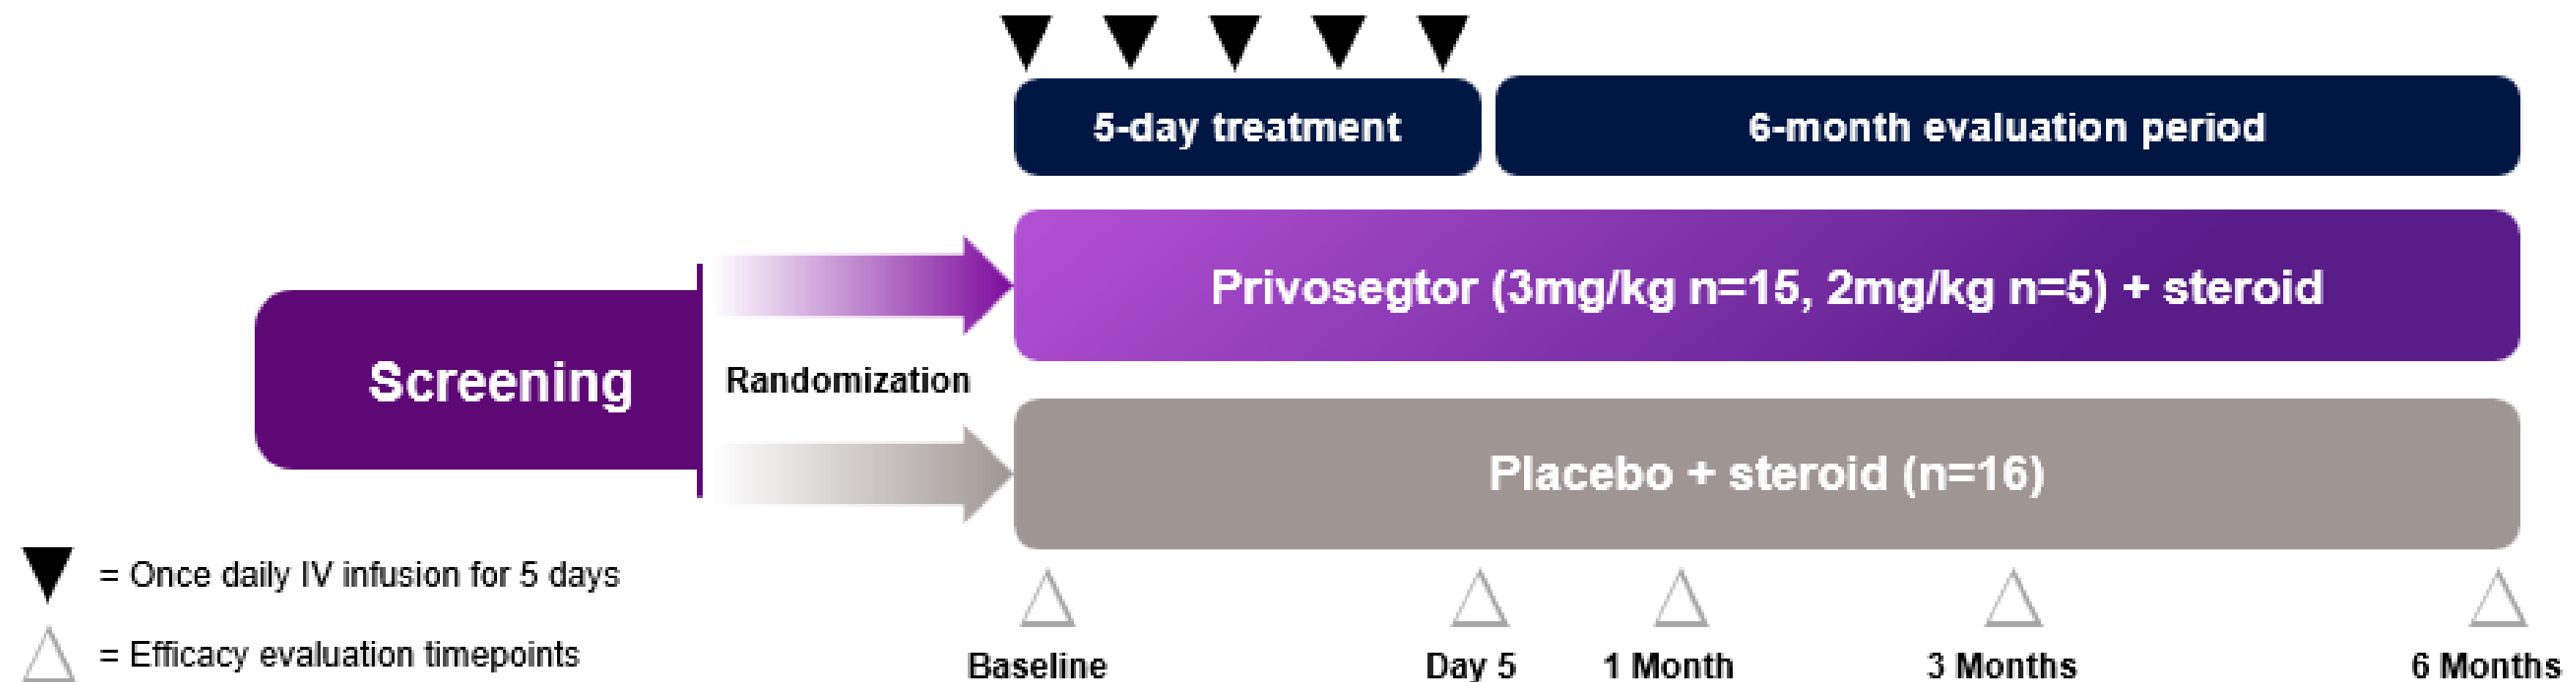 5-day treatment
6-month evaluation period
Privosegtor (3mg/kg n=15, 2mg/kg n=5) + steroid
Screening
Randomization
Placebo + steroid (n=16)
= Once daily IV infusion for 5 days
= Efficacy evaluation timepoints
Baseline
Day 5
1 Month
3 Months
6 Months